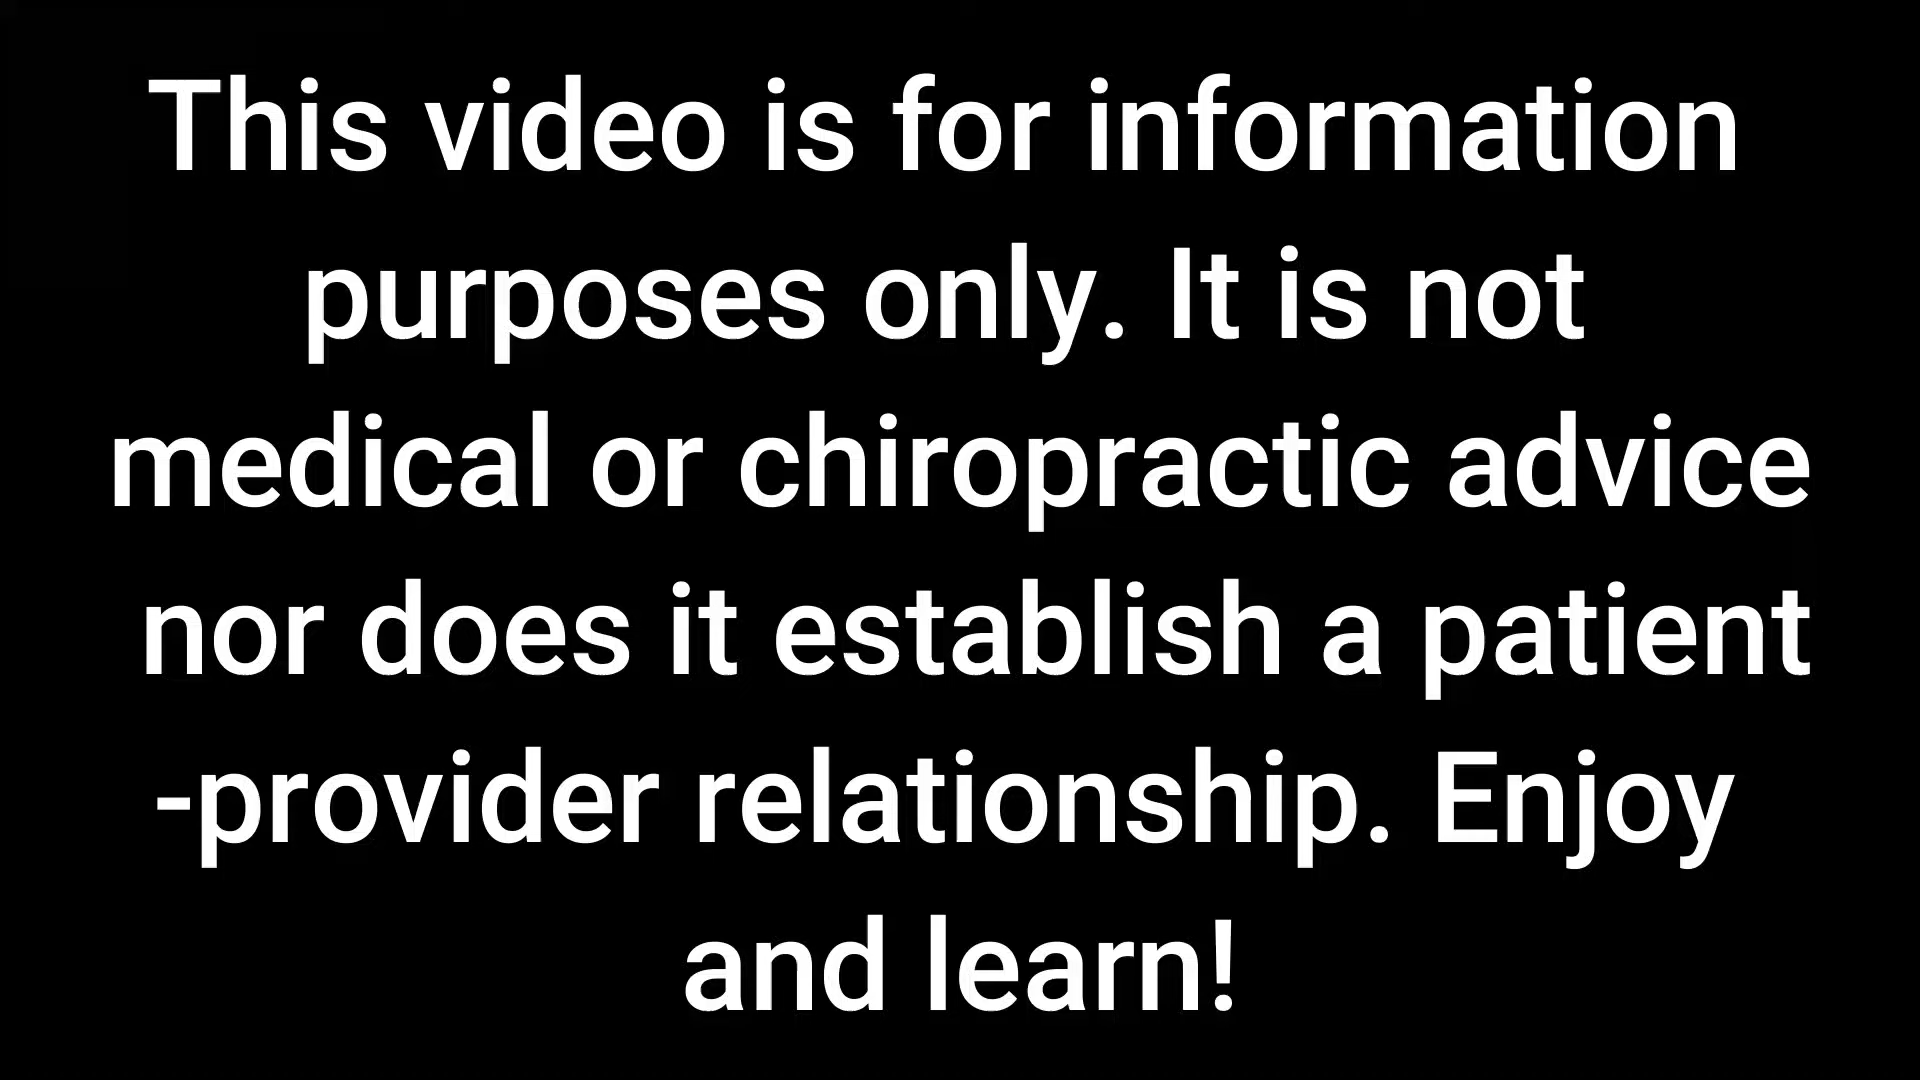 This video is for information
purposes only. It is not
medical or chiropractic advice
nor does it establish a patient
-provider relationship. Enjoy
and learn!